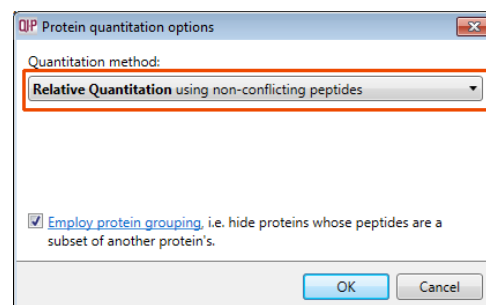 QIP Protein quantitation options
Quantitation method:
Relative Quantitation using non-conflicting peptides
Employ protein grouping, i.e. hide proteins whose peptides are a
subset of another protein's.
OK Cancel